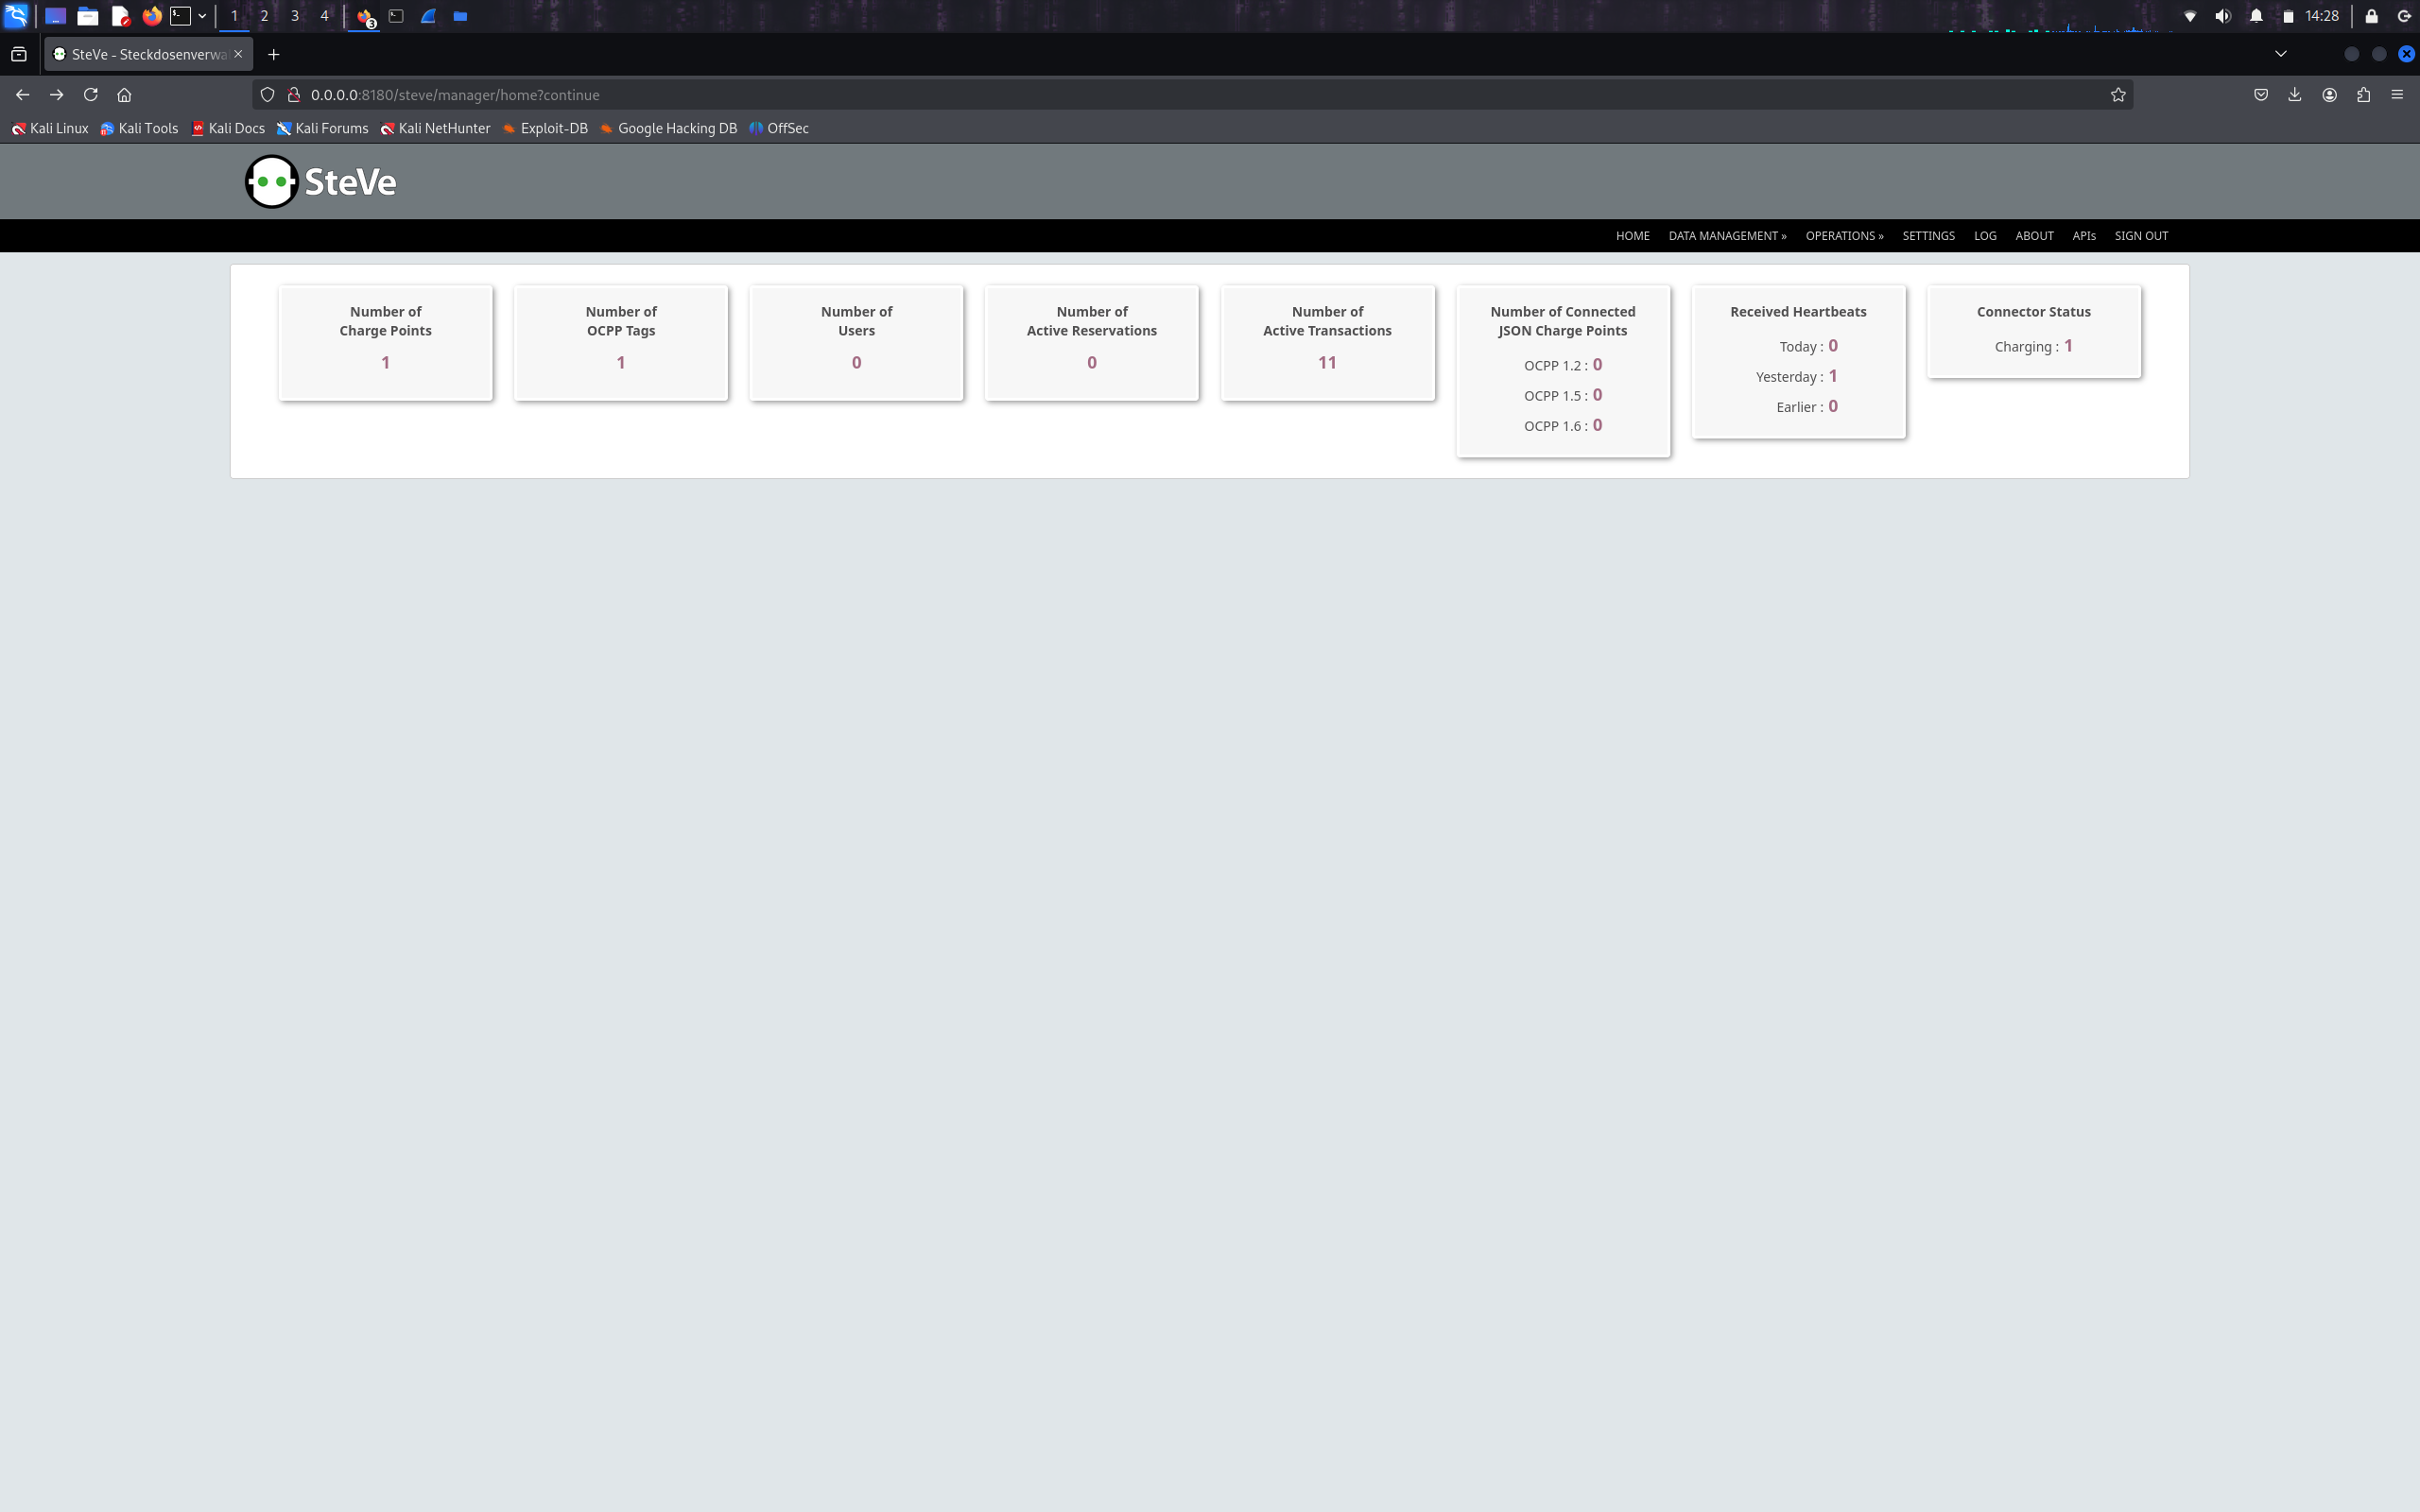 1 2 3 4 3 14:28
SteVe - Steckdosenverwa
0.0.0.0:8180/steve/manager/home?continue
Kali Linux Kali Tools Kali Docs Kali Forums Kali NetHunter Exploit-DB Google Hacking DB OffSec
SteVe
HOME DATA MANAGEMENT » OPERATIONS » SETTINGS LOG ABOUT APIs SIGN OUT
Number of
Charge Points
1
Number of
OCPP Tags
1
Number of
Users
0
Number of
Active Reservations
0
Number of
Active Transactions
11
Number of Connected
JSON Charge Points
OCPP 1.2 : 0
OCPP 1.5 : 0
OCPP 1.6 : 0
Received Heartbeats
Today : 0
Yesterday : 1
Earlier : 0
Connector Status
Charging : 1